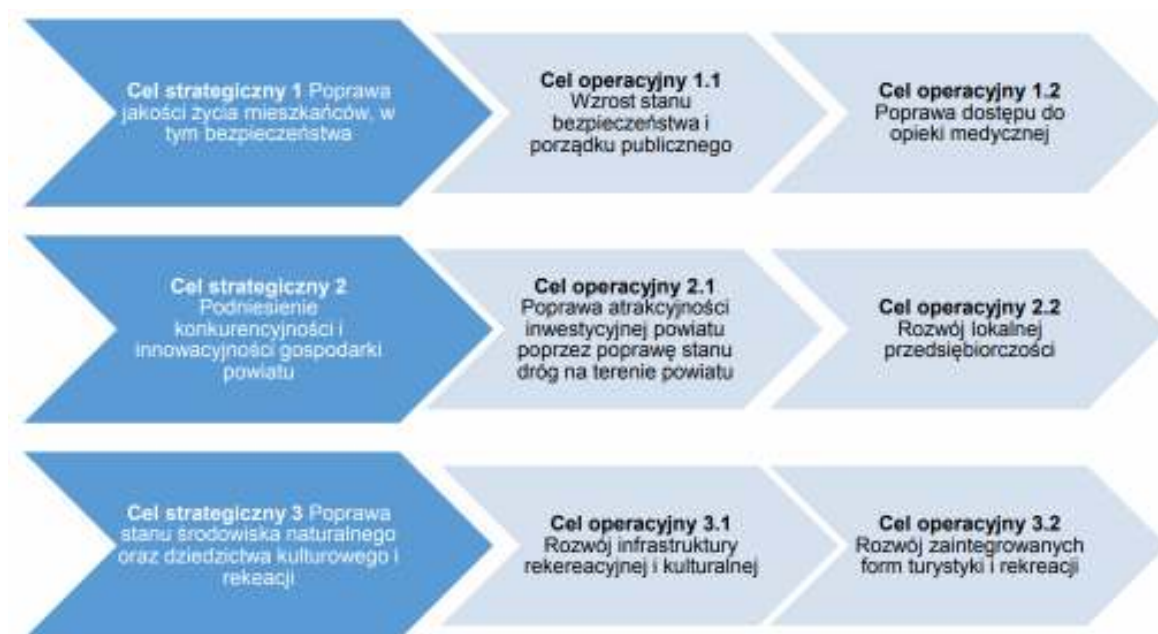 Cel strategiczny 1 Poprawa
jakości życia mieszkańców, w
tym bezpieczeństwa
Cel operacyjny 1.1
Wzrost stanu
bezpieczeństwa i
porządku publicznego
Cel operacyjny 1.2
Poprawa dostępu do
opieki medycznej
Cel strategiczny 2
Podniesienie
konkurencyjności i
innowacyjności gospodarki
powiatu
Cel operacyjny 2.1
Poprawa atrakcyjności
inwestycyjnej powiatu
poprzez poprawę stanu
dróg na terenie powiatu
Cel operacyjny 2.2
Rozwój lokalnej
przedsiębiorczości
Cel strategiczny 3 Poprawa
stanu środowiska naturalnego
oraz dziedzictwa kulturowego i
rekeacji
Cel operacyjny 3.1
Rozwój infrastruktury
rekereacyjnej i kulturalnej
Cel operacyjny 3.2
Rozwój zaintegrowanych
form turystyki i rekreacji